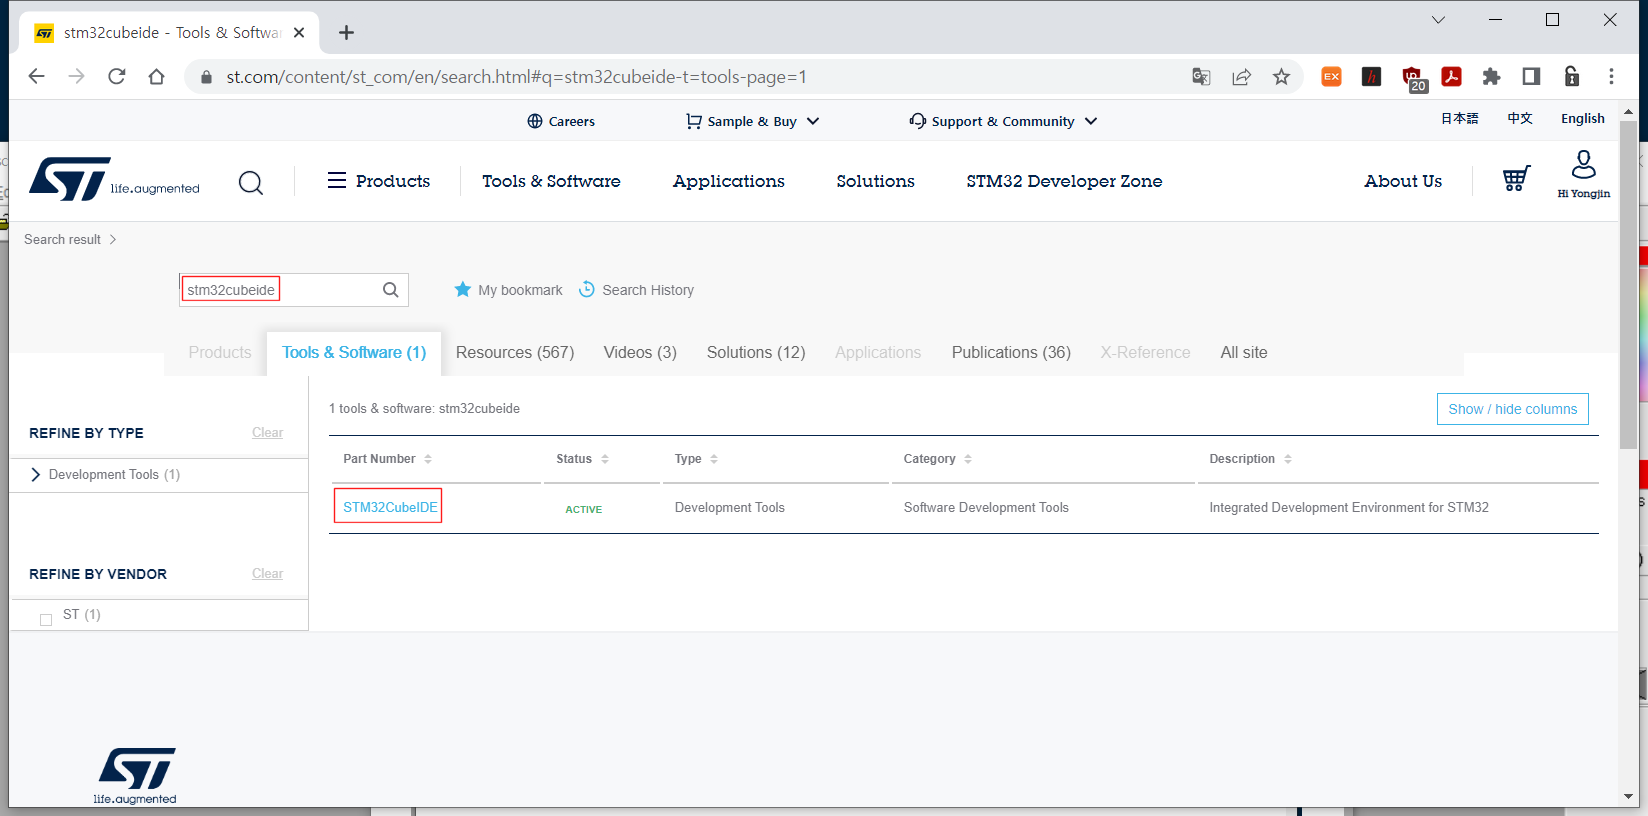 stm32cubeide - Tools & Softwa
st.com/content/st_com/en/search.html#q=stm32cubeide-t=tools-page=1
EX
h
20
Careers
Sample & Buy
Support & Community
日本語
中文
English
ST life.augmented
Products
Tools & Software
Applications
Solutions
STM32 Developer Zone
About Us
Hi Yongjin
Search result
stm32cubeide
My bookmark
Search History
Products
Tools & Software (1)
Resources (567)
Videos (3)
Solutions (12)
Applications
Publications (36)
X-Reference
All site
1 tools & software: stm32cubeide
Show / hide columns
REFINE BY TYPE
Clear
Development Tools (1)
REFINE BY VENDOR
Clear
ST (1)
Part Number
Status
Type
Category
Description
STM32CubeIDE
ACTIVE
Development Tools
Software Development Tools
Integrated Development Environment for STM32
ST
life.augmented